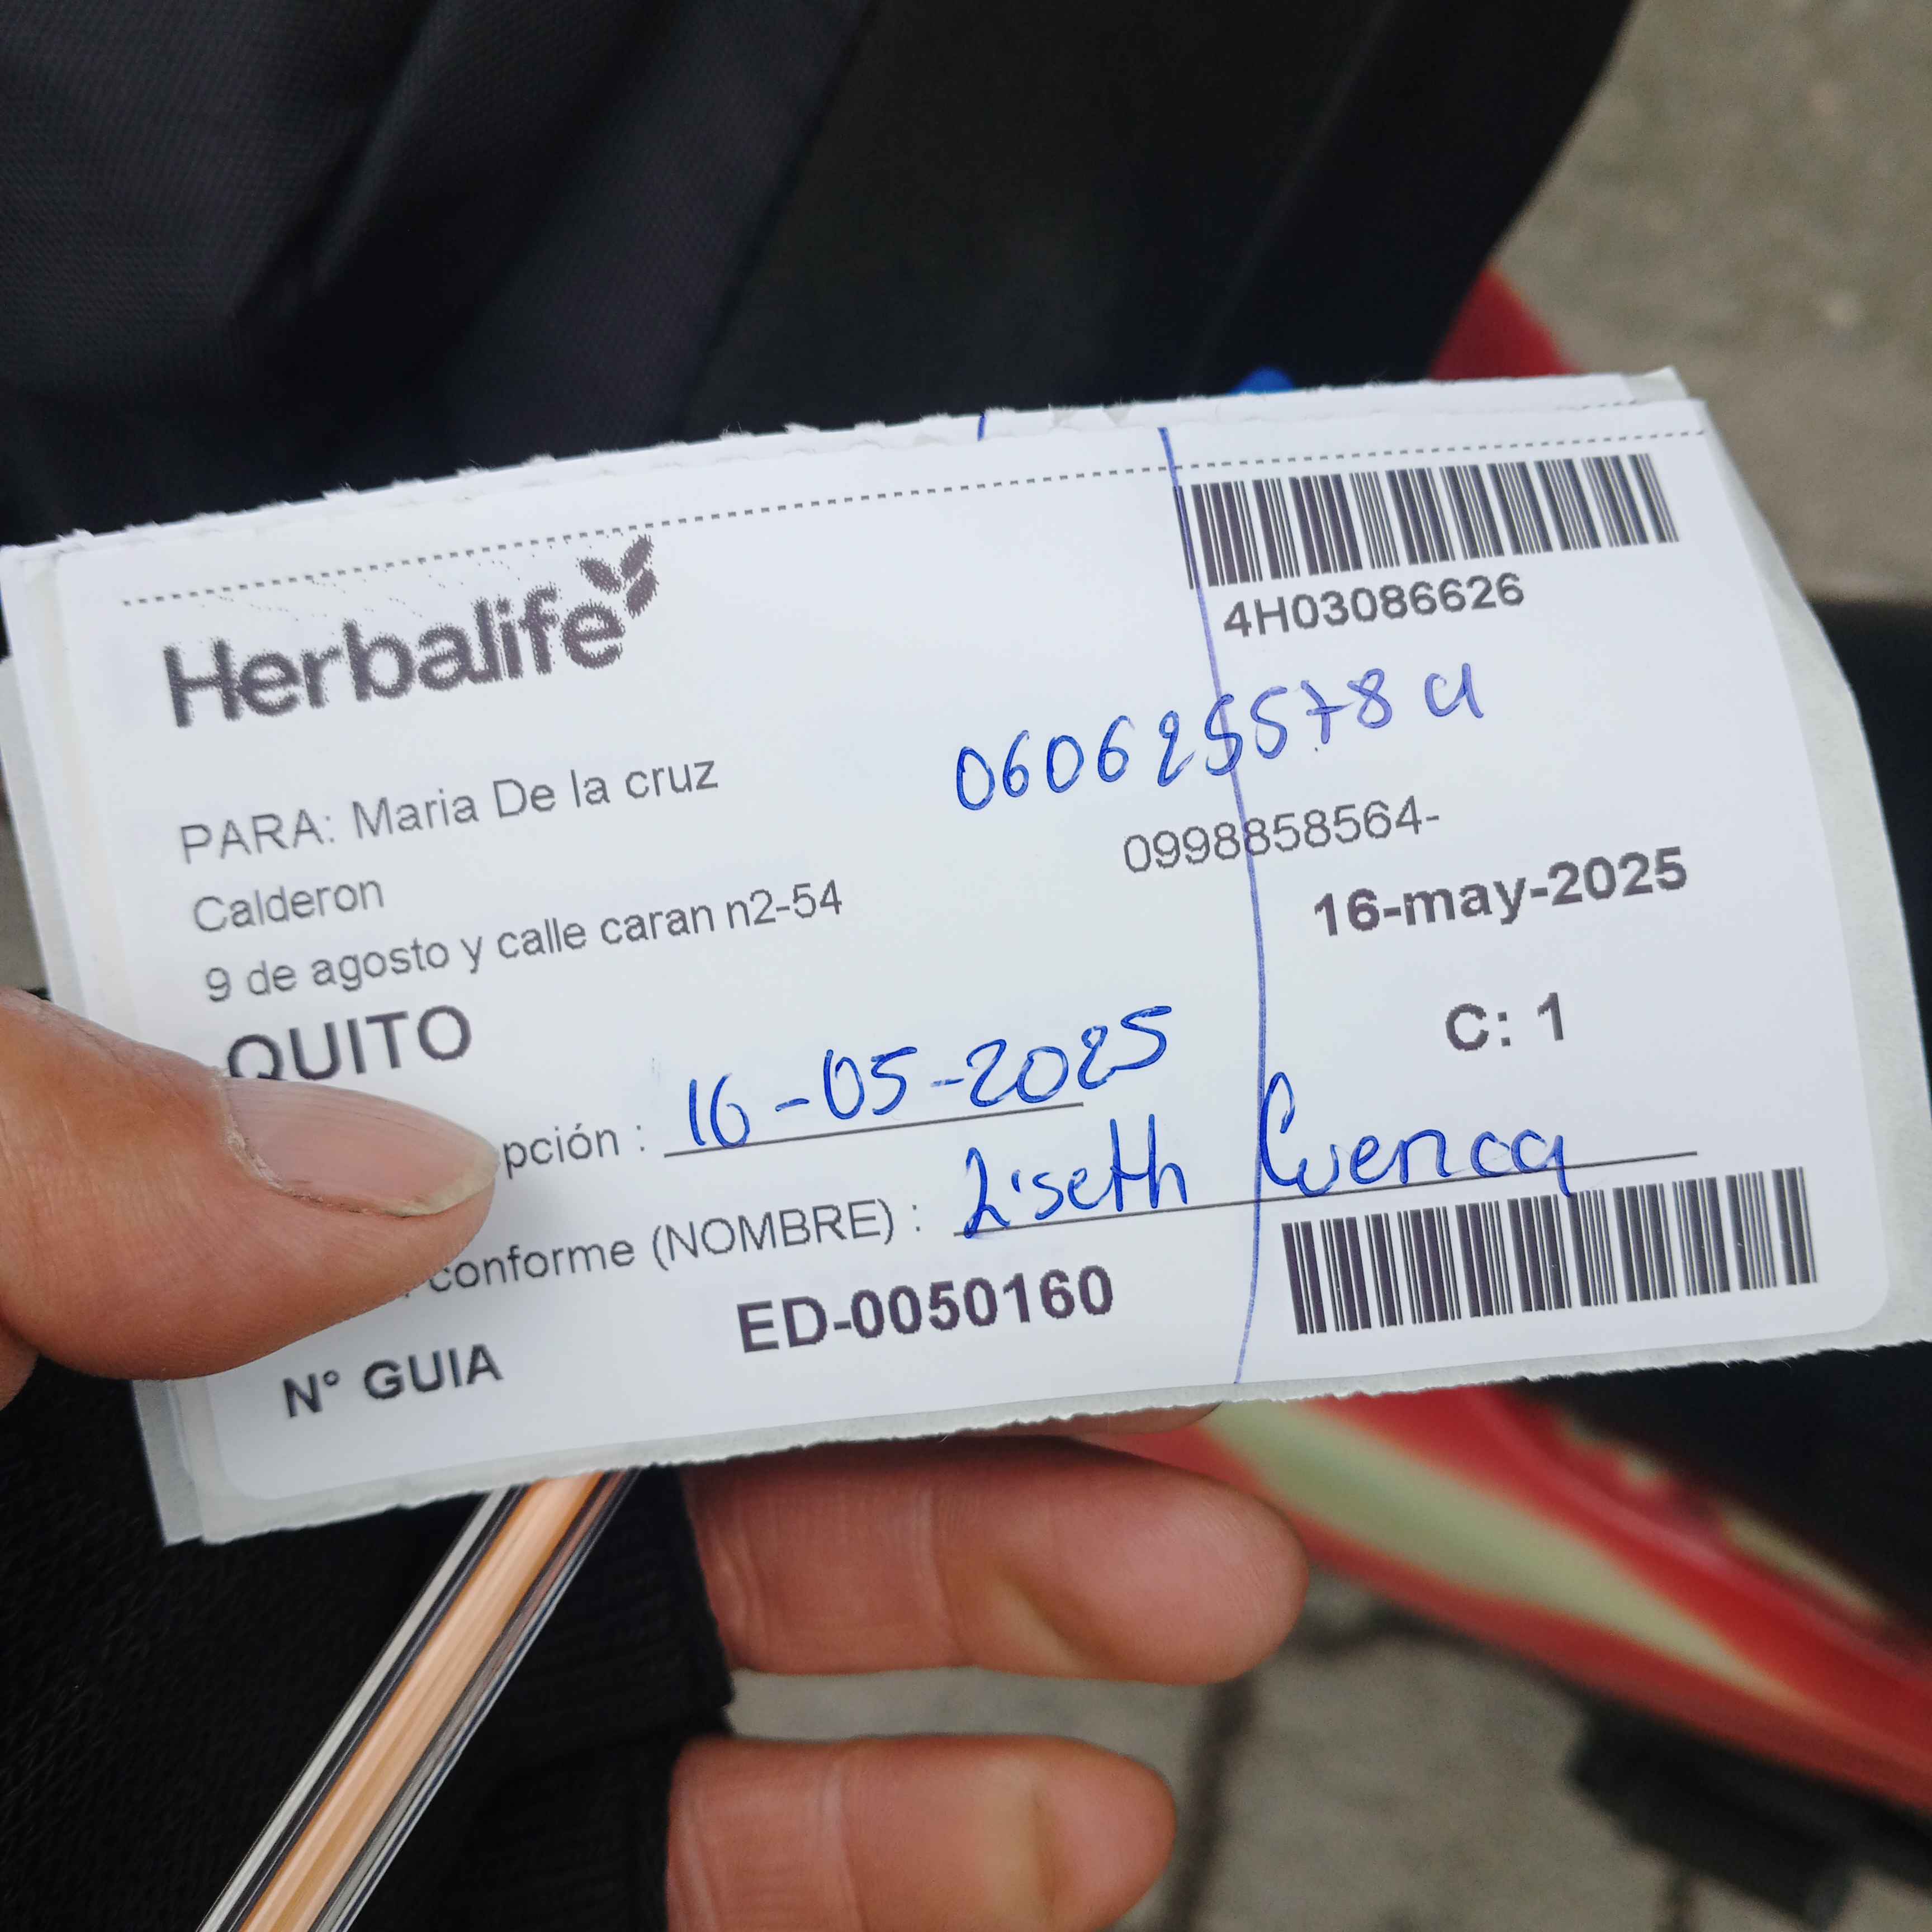 Herbalife
4H03086626
0606255784
PARA: Maria De la cruz
0998858564-
Calderon
16-may-2025
9 de agosto y calle caran n2-54
QUITO
C: 1
pción : 16-05-2025
conforme (NOMBRE) : Liseth Cuenca
N° GUIA ED-0050160